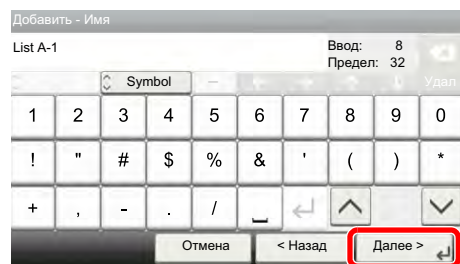 Добавить - Имя
List A-1
Ввод: 8
Предел: 32
Symbol Удал
1 2 3 4 5 6 7 8 9 0
! " # $ % & ' ( ) *
+ , - . / _
Отмена < Назад Далее >